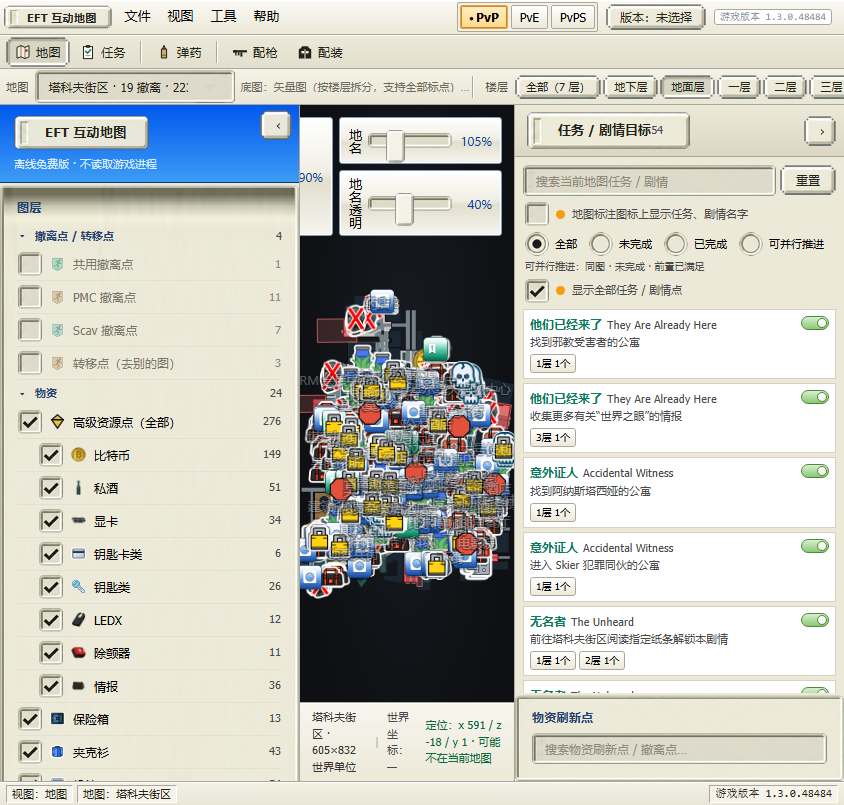 EFT 互动地图 文件 视图 工具 帮助 • PvP PvE PvPS 版本：未选择 游戏版本 1.3.0.48484
地图 任务 弹药 配枪 配装
地图 塔科夫街区 · 19 撤离 · 22 底图：矢量图（按楼层拆分，支持全部标点）... 楼层 全部（7 层） 地下层 地面层 一层 二层 三层
EFT 互动地图
离线免费版 · 不读取游戏进程
图层
撤离点 / 转移点 4
共用撤离点 1
PMC 撤离点 11
Scav 撤离点 7
转移点（去别的图） 3
物资 24
高级资源点（全部） 276
比特币 149
私酒 51
显卡 34
钥匙卡类 6
钥匙类 26
LEDX 12
除颤器 11
情报 36
保险箱 13
夹克衫 43
90%
地名 105%
地名透明 40%
塔科夫街
区 ·
605×832
世界单位
世界
坐
标：
—
定位：x 591 / z
-18 / y 1 · 可能
不在当前地图
任务 / 剧情目标54
搜索当前地图任务 / 剧情 重置
地图标注图标上显示任务、剧情名字
全部 未完成 已完成 可并行推进
可并行推进：同图 · 未完成 · 前置已满足
显示全部任务 / 剧情点
他们已经来了 They Are Already Here
找到邪教受害者的公寓
1层 1个
他们已经来了 They Are Already Here
收集更多有关“世界之眼”的情报
3层 1个
意外证人 Accidental Witness
找到阿纳斯塔西娅的公寓
1层 1个
意外证人 Accidental Witness
进入 Skier 犯罪同伙的公寓
1层 1个
无名者 The Unheard
前往塔科夫街区阅读指定纸条解锁本剧情
1层 1个 2层 1个
物资刷新点
搜索物资刷新点 / 撤离点...
视图：地图 地图：塔科夫街区 游戏版本 1.3.0.48484